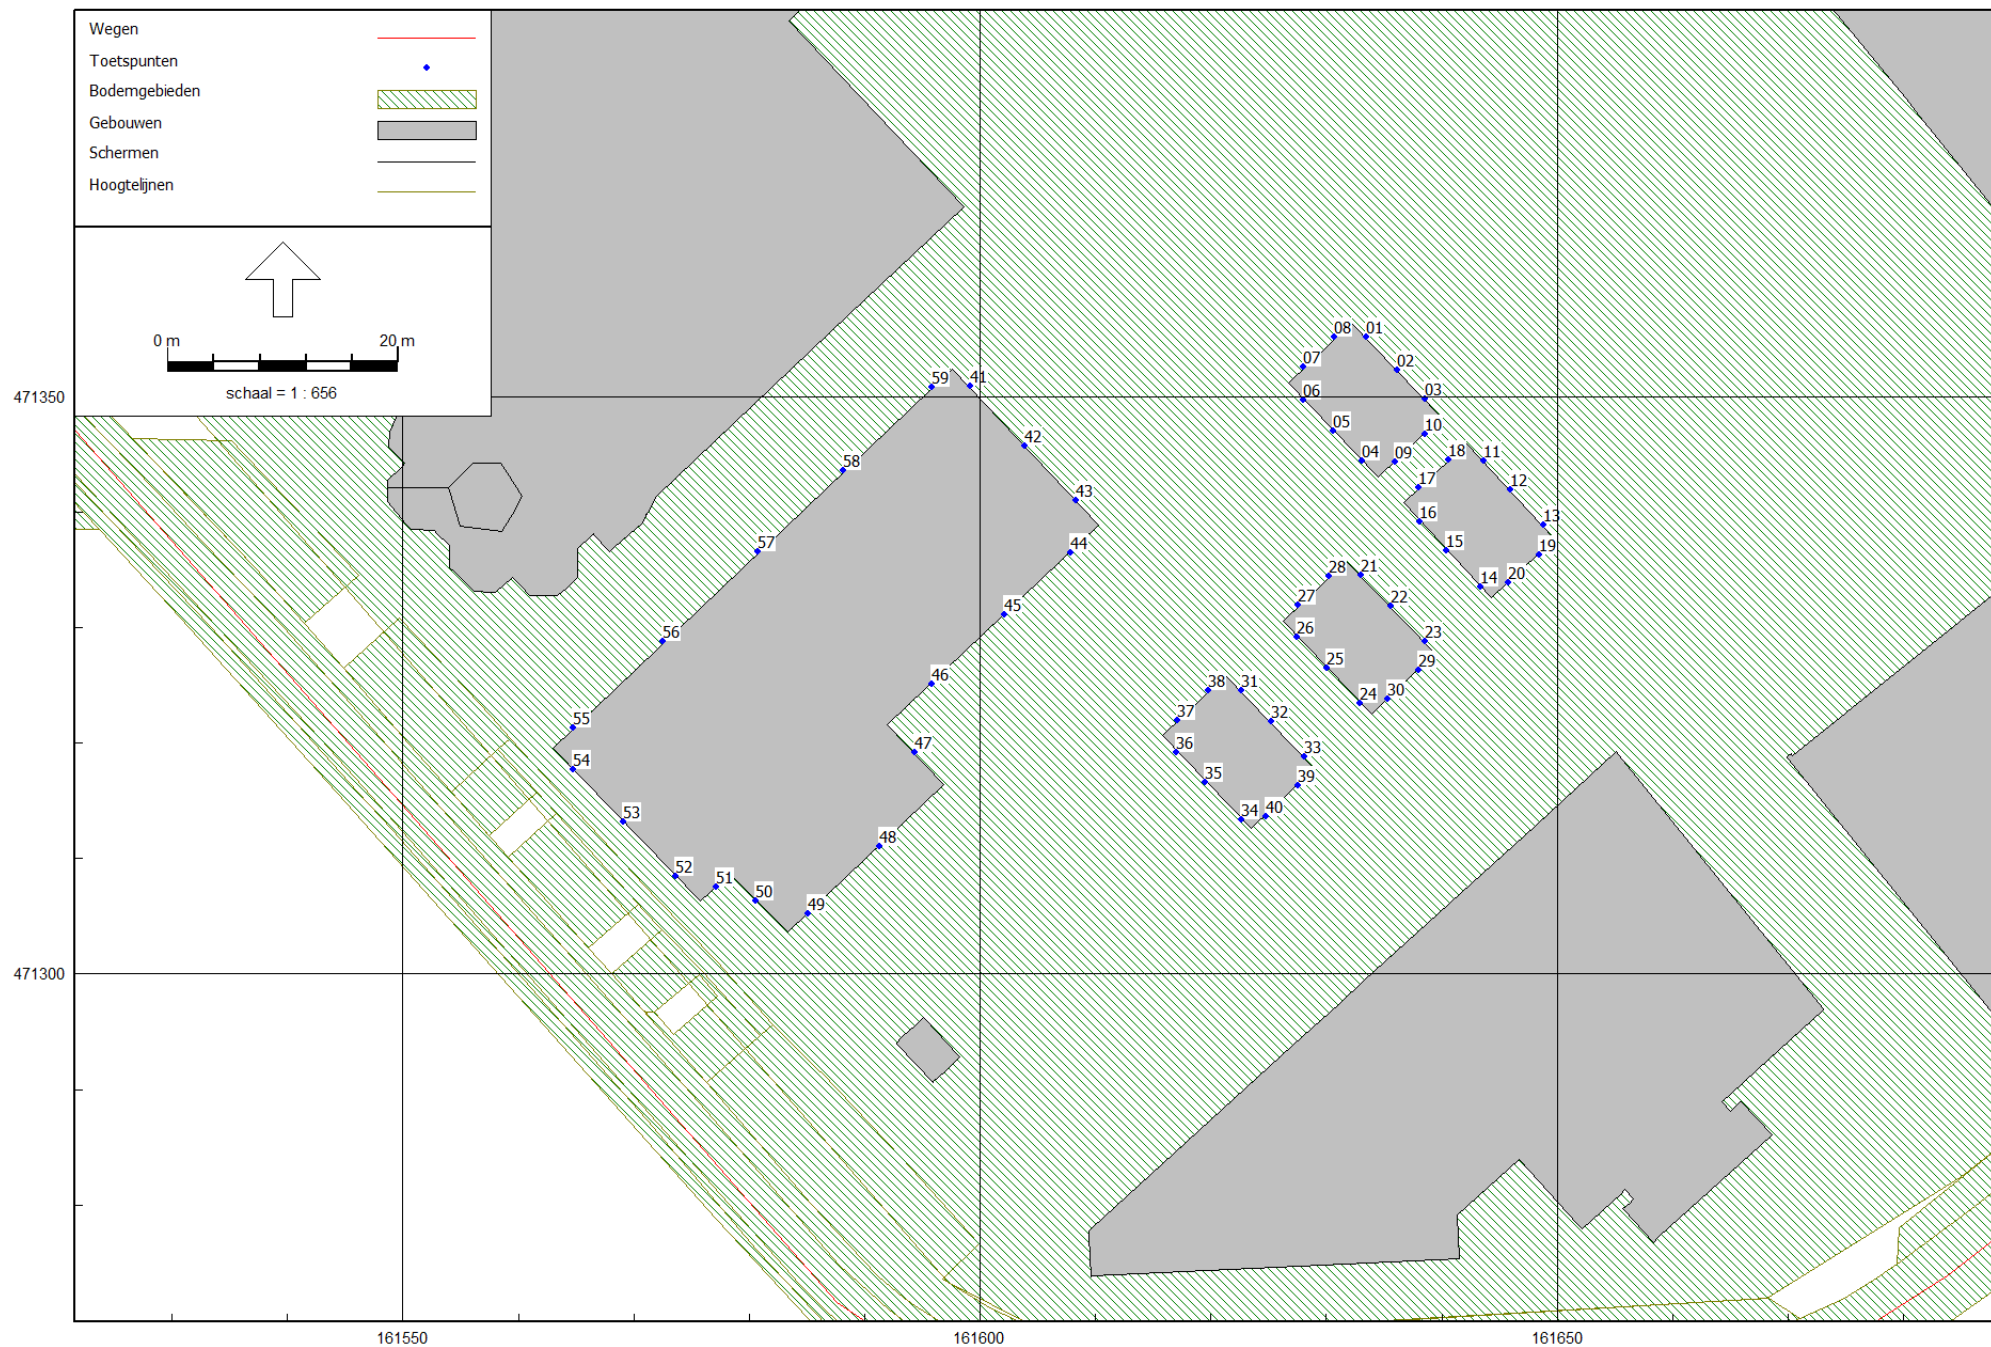 Wegen
Toetspunten
Bodemgebieden
Gebouwen
Schermen
Hoogtelijnen
0 m 20 m
schaal = 1 : 656
08 01
07 02
59 41 471350 06 03
05 10
42 04 09 18 11
58 17 12
43 16 13
57 44 15 19
28 21 14 20
45 27 22
56 26 23
46 25 29
38 31 24 30
55 37 32
54 47 36 33
35 39
53 34 40
48
52 51
50
49
471300
161550 161600 161650